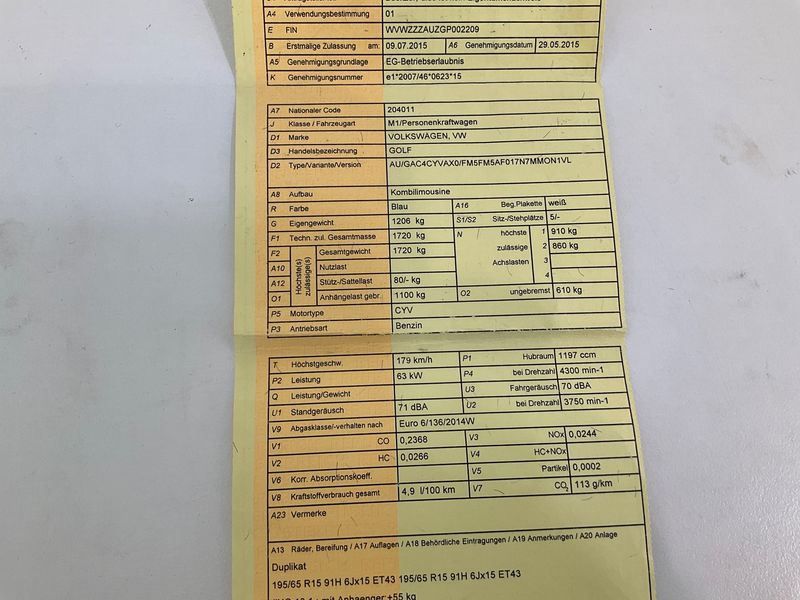 A4 Verwendungsbestimmung 01
E FIN WVWZZZAUZGP002209
B Erstmalige Zulassung am: 09.07.2015 A6 Genehmigungsdatum 29.05.2015
A5 Genehmigungsgrundlage EG-Betriebserlaubnis
K Genehmigungsnummer e1*2007/46*0623*15
A7 Nationaler Code 204011
J Klasse / Fahrzeugart M1/Personenkraftwagen
D1 Marke VOLKSWAGEN, VW
D3 Handelsbezeichnung GOLF
D2 Type/Variante/Version AU/GAC4CYVAX0/FM5FM5AF017N7MMON1VL
A8 Aufbau Kombilimousine
R Farbe Blau A16 Beg.Plakette weiß
G Eigengewicht 1206 kg S1/S2 Sitz-/Stehplätze 5/-
F1 Techn. zul. Gesamtmasse 1720 kg N höchste 1 910 kg
F2 Höchste(s) zulässige(s) Gesamtgewicht 1720 kg zulässige 2 860 kg
A10 Nutzlast Achslasten 3
A12 Stütz-/Sattellast 80/- kg 4
O1 Anhängelast gebr. 1100 kg O2 ungebremst 610 kg
P5 Motortype CYV
P3 Antriebsart Benzin
T Höchstgeschw. 179 km/h P1 Hubraum 1197 ccm
P2 Leistung 63 kW P4 bei Drehzahl 4300 min-1
Q Leistung/Gewicht U3 Fahrgeräusch 70 dBA
U1 Standgeräusch 71 dBA U2 bei Drehzahl 3750 min-1
V9 Abgasklasse/-verhalten nach Euro 6/136/2014W
V1 CO 0,2368 V3 NOx 0,0244
V2 HC 0,0266 V4 HC+NOx
V6 Korr. Absorptionskoeff. V5 Partikel 0,0002
V8 Kraftstoffverbrauch gesamt 4,9 l/100 km V7 CO₂ 113 g/km
A23 Vermerke
A13 Räder, Bereifung / A17 Auflagen / A18 Behördliche Eintragungen / A19 Anmerkungen / A20 Anlage
Duplikat
195/65 R15 91H 6Jx15 ET43 195/65 R15 91H 6Jx15 ET43
mit Anhaenger:+55 kg